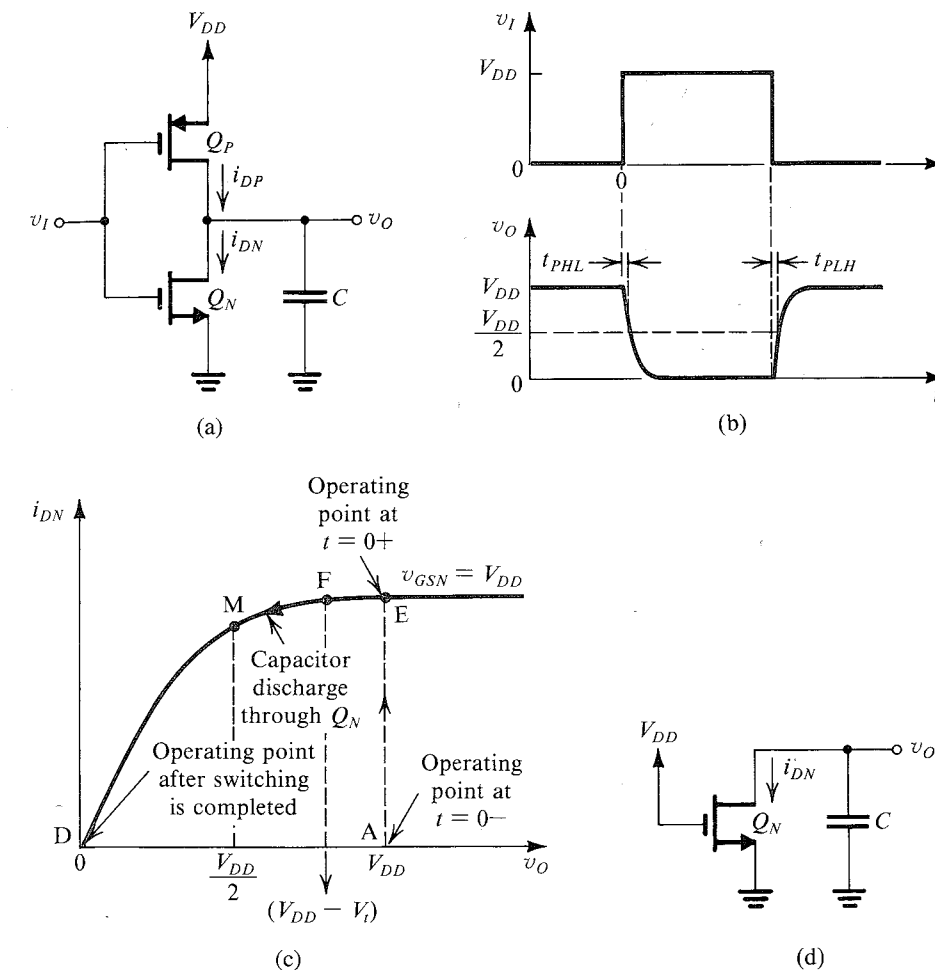 V_DD
Q_P
i_DP
v_I
v_O
i_DN
Q_N
C
(a)
v_I
V_DD
0
0
v_O
t_PHL
t_PLH
V_DD
V_DD/2
0
(b)
i_DN
Operating
point at
t = 0+
v_GSN = V_DD
M
F
E
Capacitor
discharge
through Q_N
Operating point
after switching
is completed
Operating
point at
t = 0−
D
A
0
V_DD/2
V_DD
v_O
(V_DD − V_t)
(c)
V_DD
v_O
i_DN
Q_N
C
(d)